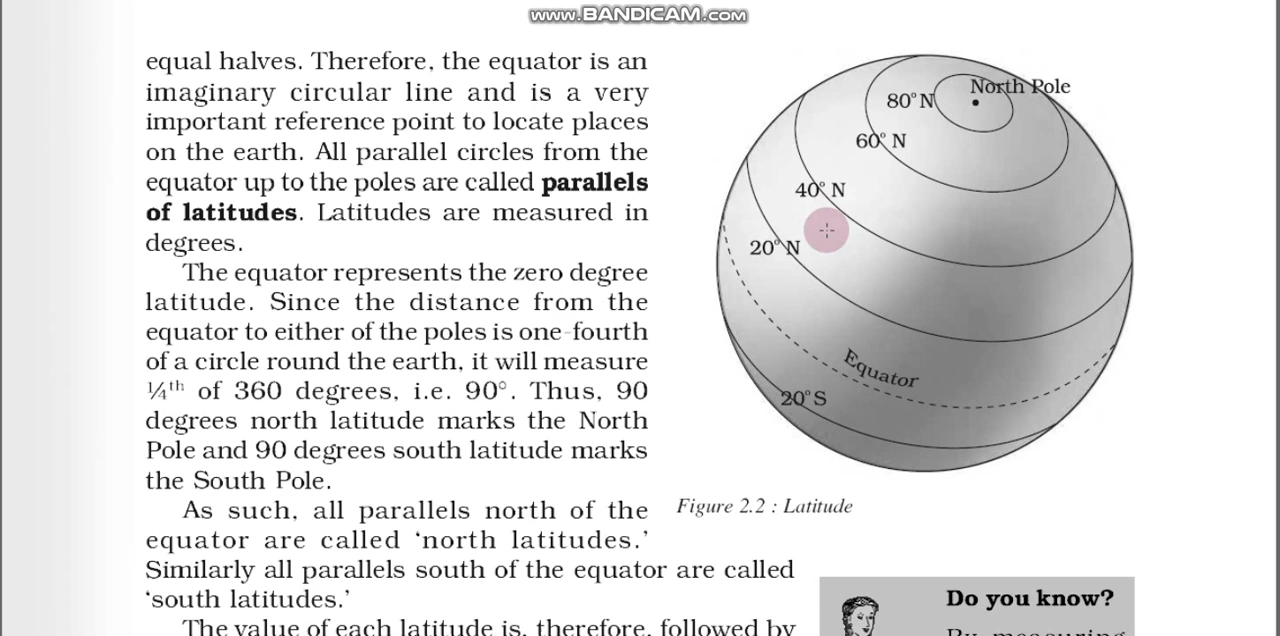 www.BANDICAM.com
equal halves. Therefore, the equator is an
imaginary circular line and is a very
important reference point to locate places
on the earth. All parallel circles from the
equator up to the poles are called parallels
of latitudes. Latitudes are measured in
degrees.
The equator represents the zero degree
latitude. Since the distance from the
equator to either of the poles is one-fourth
of a circle round the earth, it will measure
¼th of 360 degrees, i.e. 90°. Thus, 90
degrees north latitude marks the North
Pole and 90 degrees south latitude marks
the South Pole.
As such, all parallels north of the
equator are called ‘north latitudes.’
Similarly all parallels south of the equator are called
‘south latitudes.’
The value of each latitude is, therefore, followed by
North Pole
80° N
60° N
40° N
20° N
Equator
20° S
Figure 2.2 : Latitude
Do you know?
By measuring